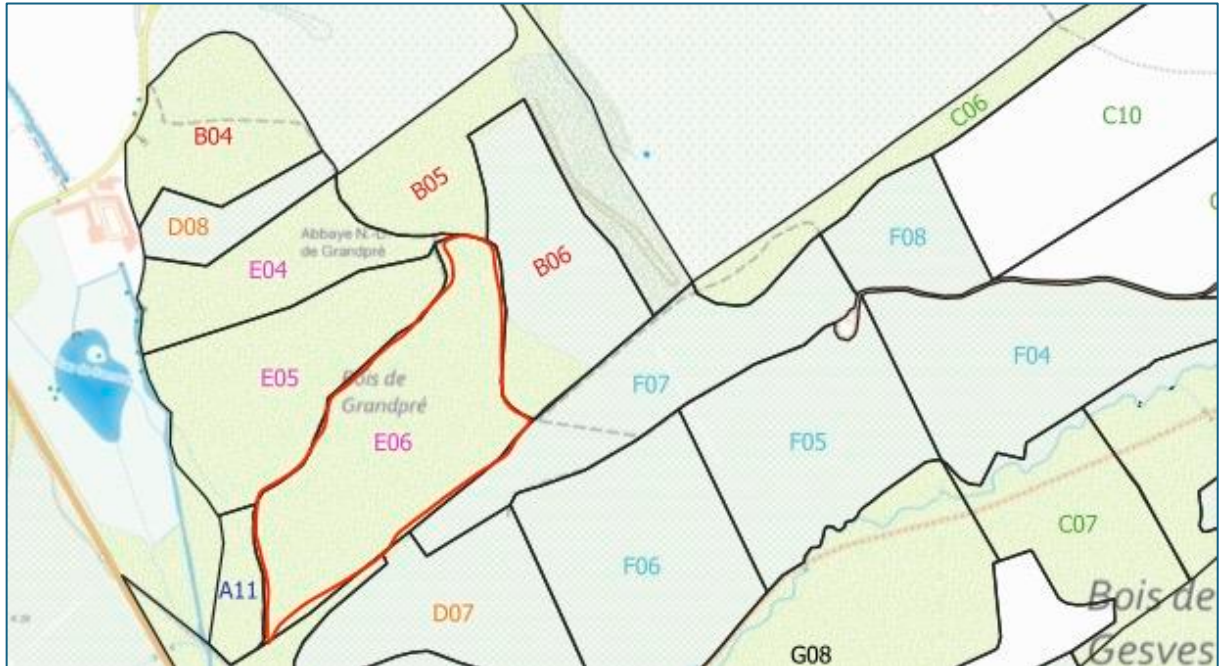 B04
C06
C10
B05
D08
Abbaye N.-D.
de Grandpré
F08
E04
B06
F04
E05
Bois de
Grandpré
F07
E06
F05
C07
F06
A11
D07
Bois de
Gesves
G08